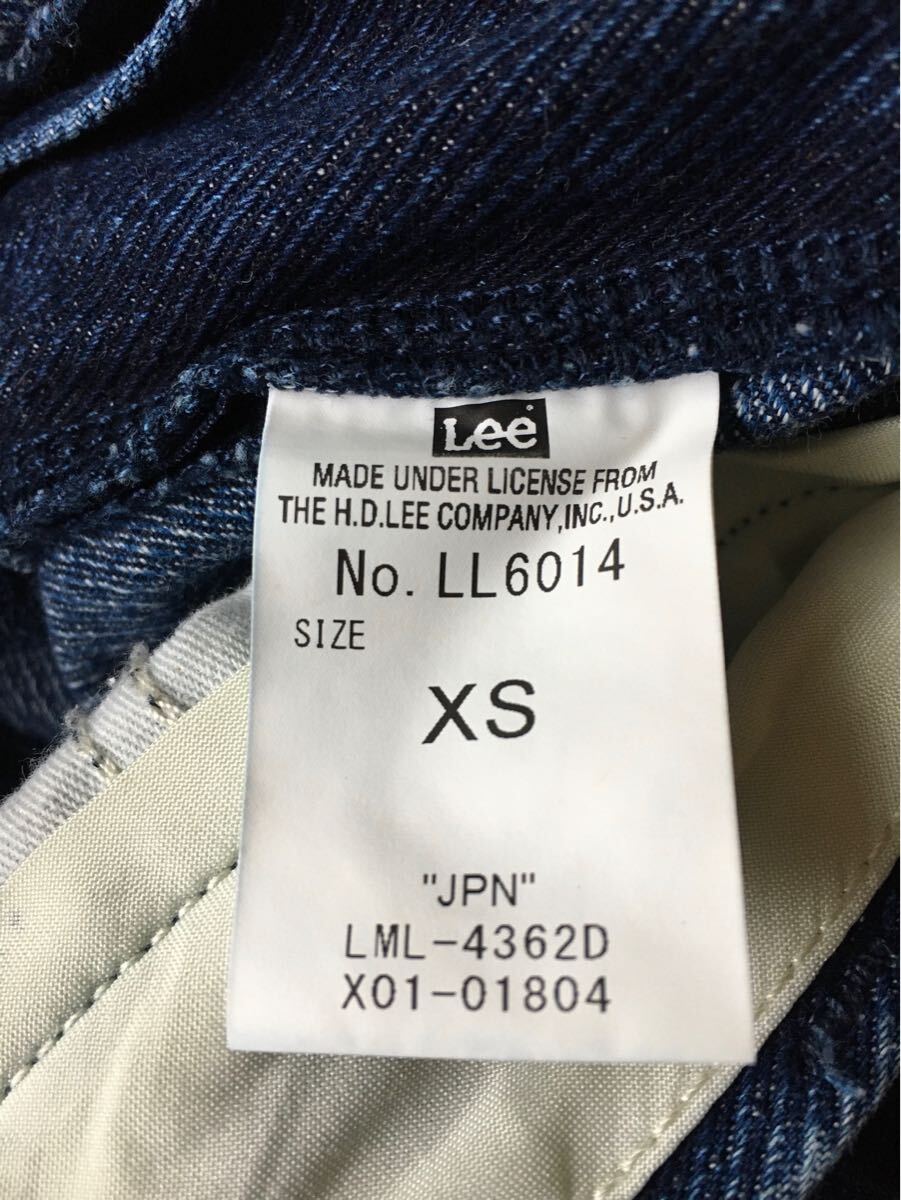 Lee
MADE UNDER LICENSE FROM
THE H.D.LEE COMPANY,INC.,U.S.A.
No. LL6014
SIZE
XS
"JPN"
LML-4362D
X01-01804